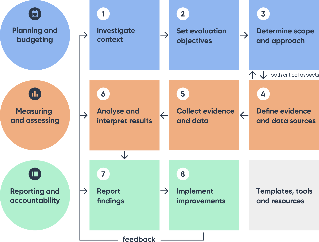 Planning and
budgeting
1
Investigate
context
2
Set evaluation
objectives
3
Determine scope
and approach
Measuring
and assessing
6
Analyse and
interpret results
5
Collect evidence
and data
4
Define evidence
and data sources
Reporting and
accountability
7
Report
findings
8
Implement
improvements
Templates, tools
and resources
feedback